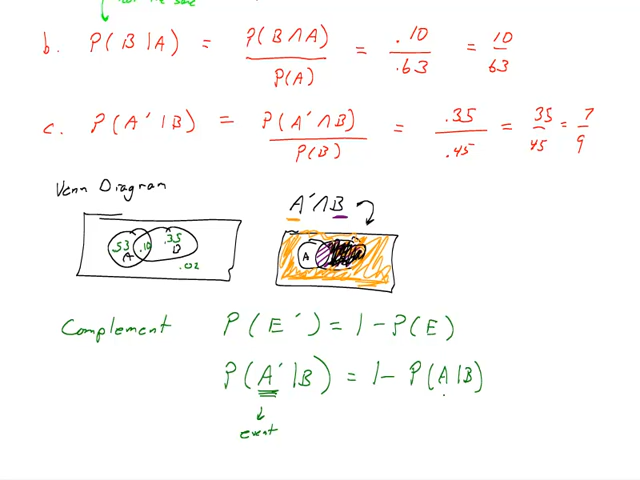 b. P(B|A) = P(B∩A) / P(A) = .10 / .63 = 10 / 63
c. P(A'|B) = P(A'∩B) / P(B) = .35 / .45 = 35 / 45 = 7 / 9
Venn Diagram
A'∩B
.53 .10 .35
A B
.02
A
Complement P(E') = 1 - P(E)
P(A'|B) = 1 - P(A|B)
event